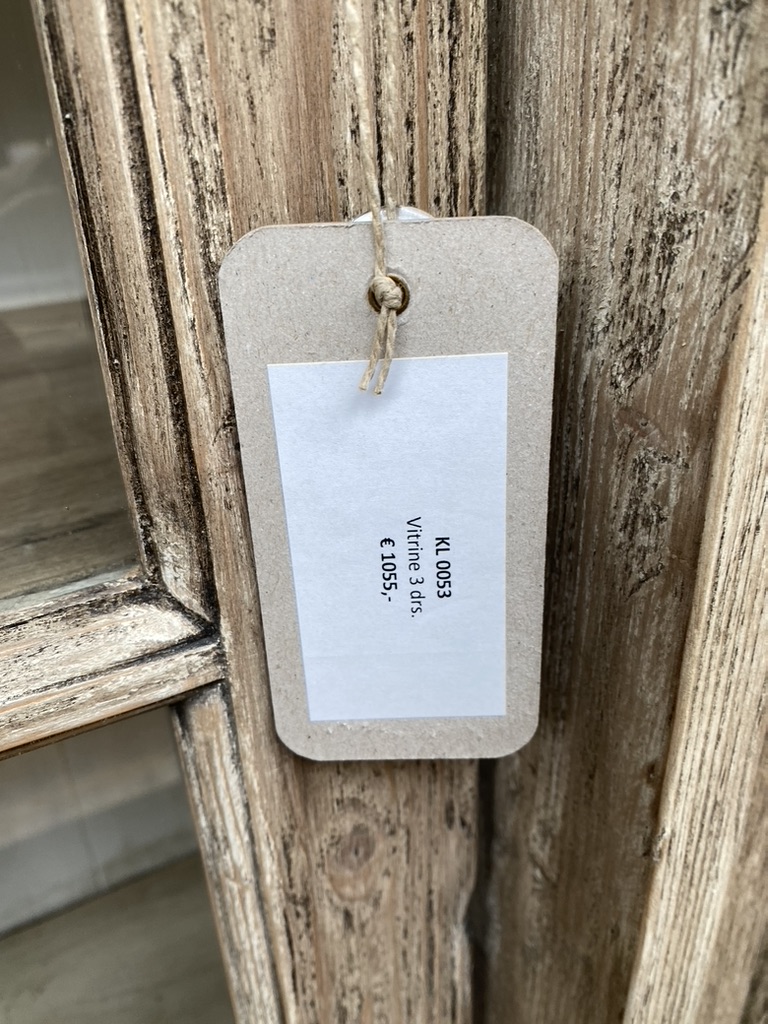 KL 0053
Vitrine 3 drs.
€ 1055,-